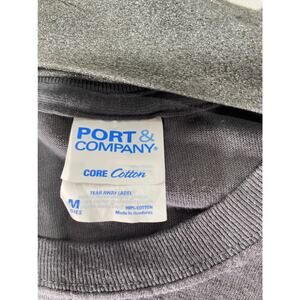 PORT &
COMPANY®
CORE Cotton
TEAR AWAY LABEL
M
100% COTTON
Made in Honduras